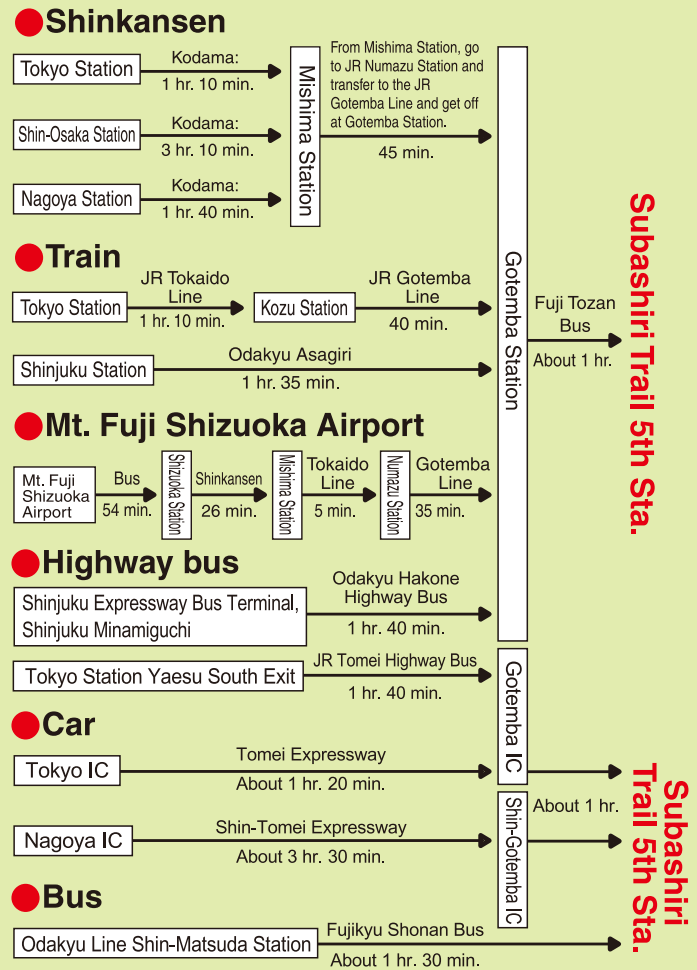 Shinkansen
Tokyo Station
Kodama:
1 hr. 10 min.
Shin-Osaka Station
Kodama:
3 hr. 10 min.
Nagoya Station
Kodama:
1 hr. 40 min.
Mishima Station
From Mishima Station, go
to JR Numazu Station and
transfer to the JR
Gotemba Line and get off
at Gotemba Station.
45 min.
Train
Tokyo Station
JR Tokaido
Line
1 hr. 10 min.
Kozu Station
JR Gotemba
Line
40 min.
Shinjuku Station
Odakyu Asagiri
1 hr. 35 min.
Gotemba Station
Fuji Tozan
Bus
About 1 hr.
Subashiri Trail 5th Sta.
Mt. Fuji Shizuoka Airport
Mt. Fuji
Shizuoka
Airport
Bus
54 min.
Shizuoka Station
Shinkansen
26 min.
Mishima Station
Tokaido
Line
5 min.
Numazu Station
Gotemba
Line
35 min.
Highway bus
Shinjuku Expressway Bus Terminal,
Shinjuku Minamiguchi
Odakyu Hakone
Highway Bus
1 hr. 40 min.
Tokyo Station Yaesu South Exit
JR Tomei Highway Bus
1 hr. 40 min.
Gotemba IC
Car
Tokyo IC
Tomei Expressway
About 1 hr. 20 min.
Nagoya IC
Shin-Tomei Expressway
About 3 hr. 30 min.
Shin-Gotemba IC
About 1 hr.
Subashiri
Trail 5th Sta.
Bus
Odakyu Line Shin-Matsuda Station
Fujikyu Shonan Bus
About 1 hr. 30 min.